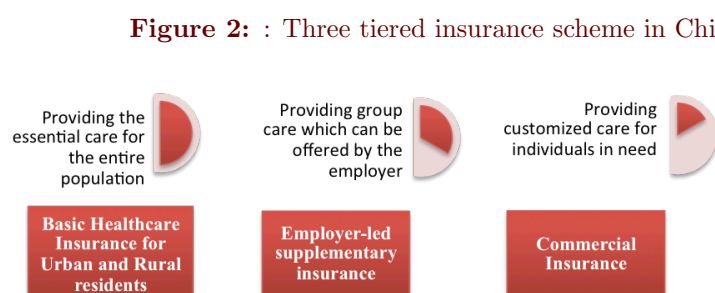 Figure 2: : Three tiered insurance scheme in Chi
Providing the
essential care for
the entire
population
Providing group
care which can be
offered by the
employer
Providing
customized care for
individuals in need
Basic Healthcare
Insurance for
Urban and Rural
residents
Employer-led
supplementary
insurance
Commercial
Insurance